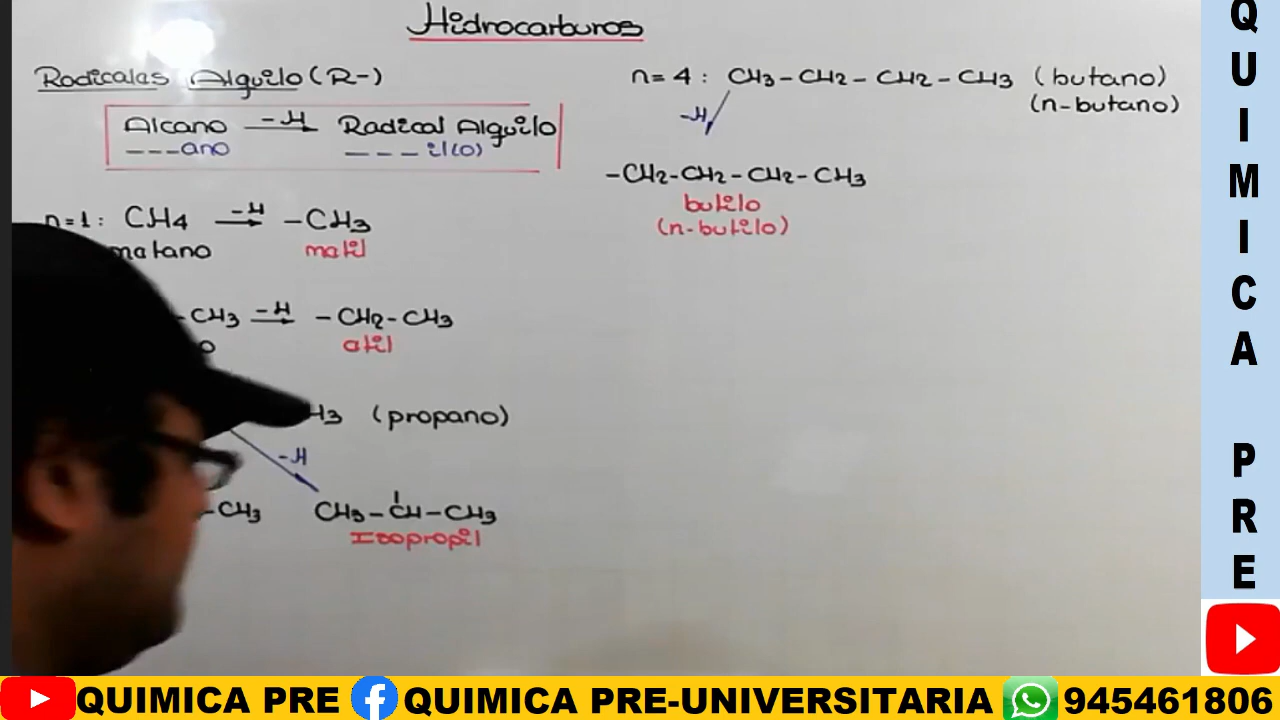 Hidrocarburos
Radicales Alquilo (R-)
Alcano -H→ Radical Alquilo
---ano ---il(o)
n=1: CH4 -H→ -CH3
metano metil
-CH3 -H→ -CH2-CH3
o etil
H3 (propano)
-H
-CH3 CH3-CH-CH3
Isopropil
n=4: CH3-CH2-CH2-CH3 (butano)
(n-butano)
-H
-CH2-CH2-CH2-CH3
butilo
(n-butilo)
QUIMICA PRE
QUIMICA PRE QUIMICA PRE-UNIVERSITARIA 945461806